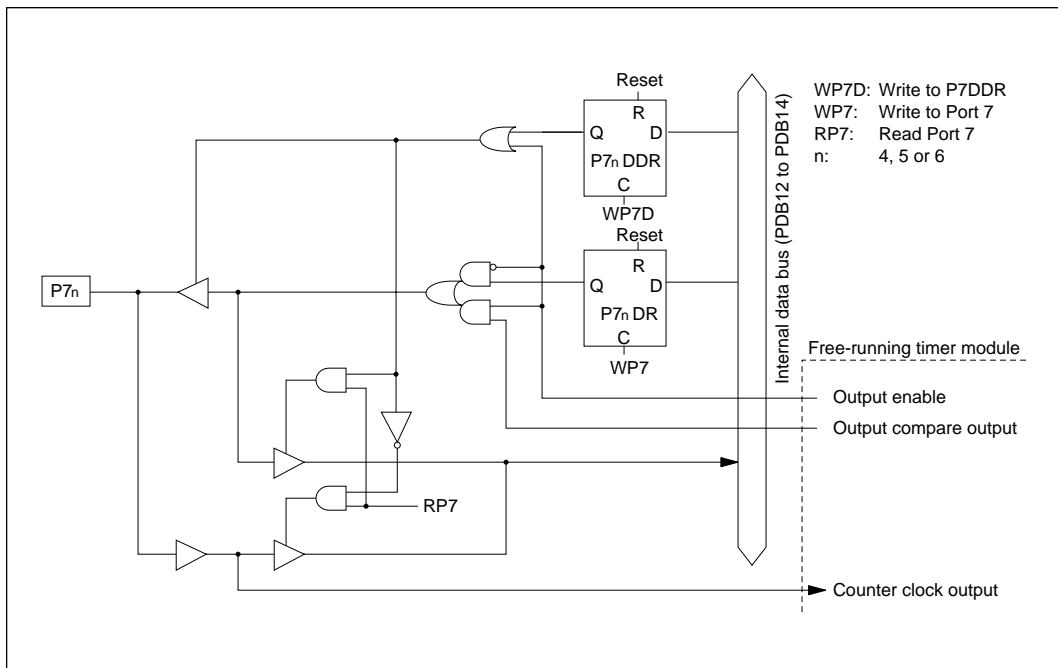 Reset
R
Q
D
P7n DDR
C
WP7D
Reset
R
Q
D
P7n DR
C
WP7
P7n
RP7
Internal data bus (PDB12 to PDB14)
WP7D: Write to P7DDR
WP7: Write to Port 7
RP7: Read Port 7
n: 4, 5 or 6
Free-running timer module
Output enable
Output compare output
Counter clock output